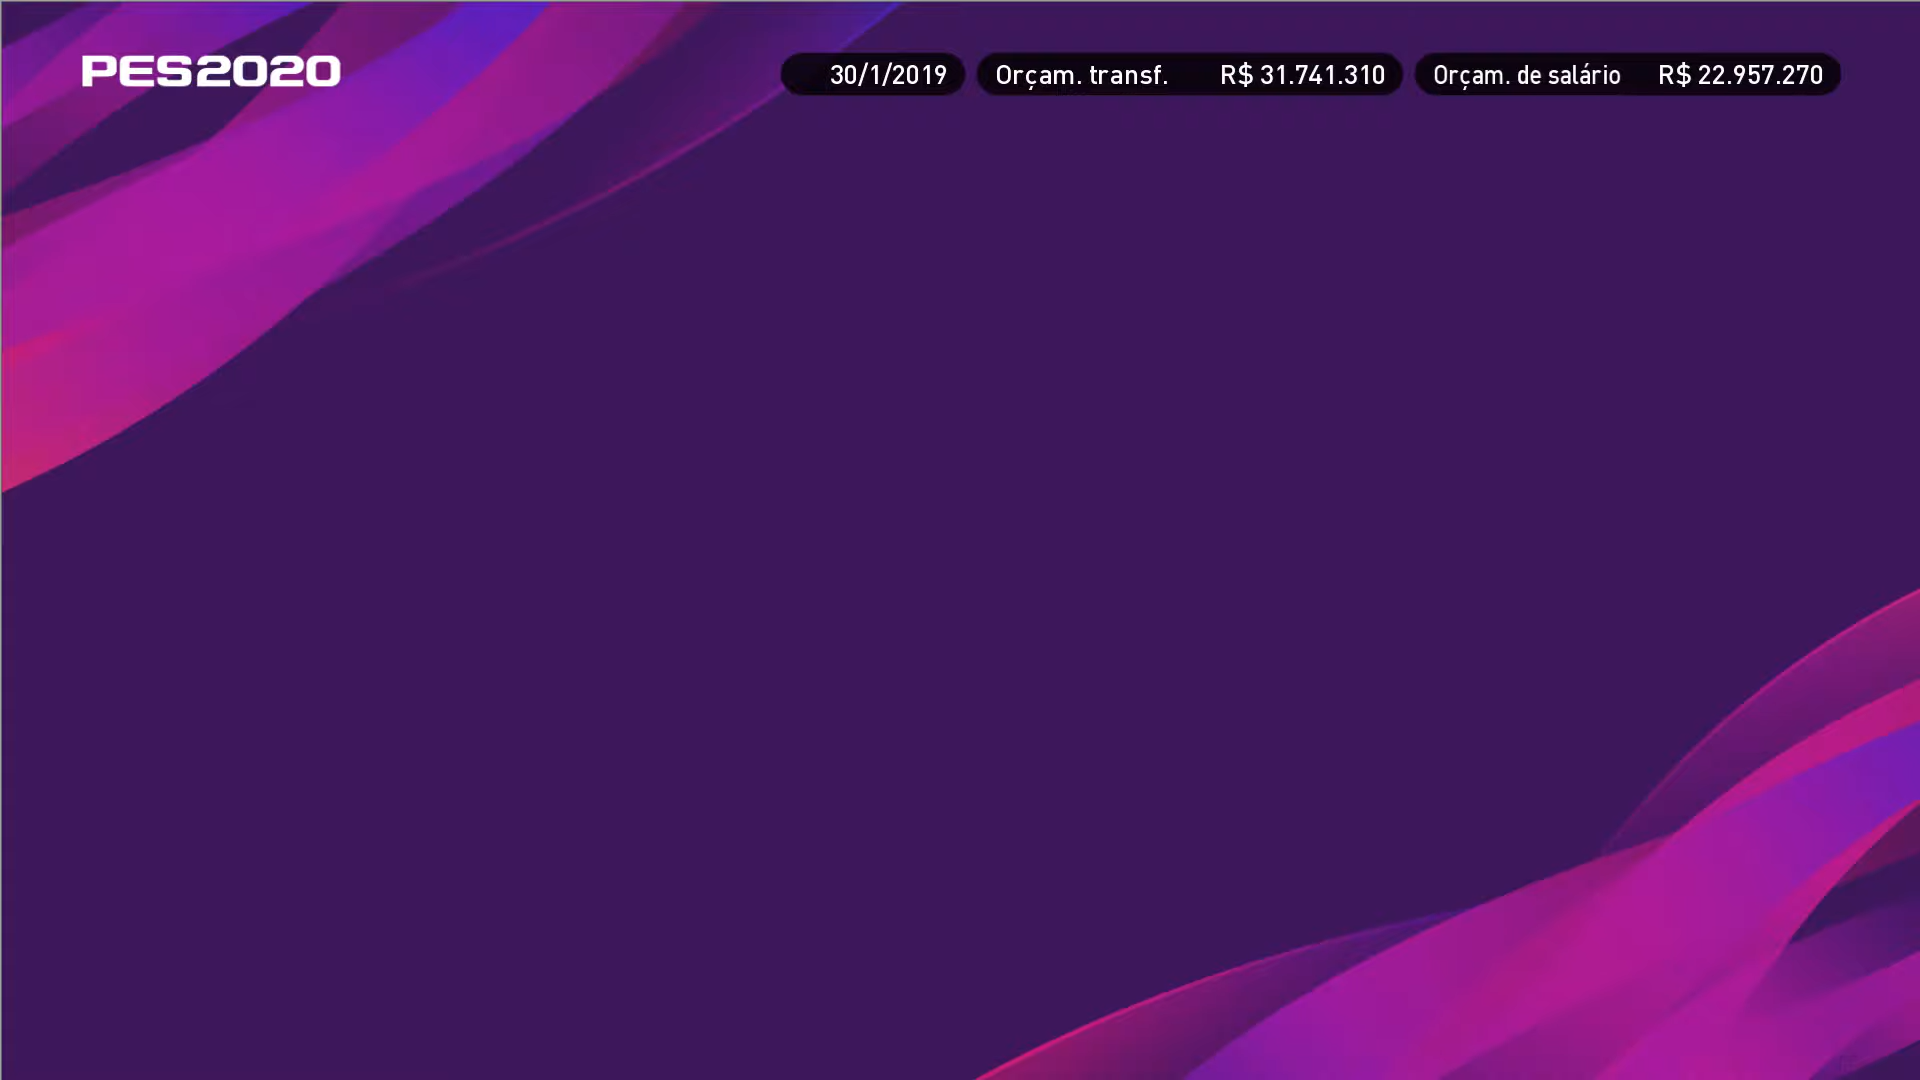 PES2020
30/1/2019 Orçam. transf. R$ 31.741.310 Orçam. de salário R$ 22.957.270